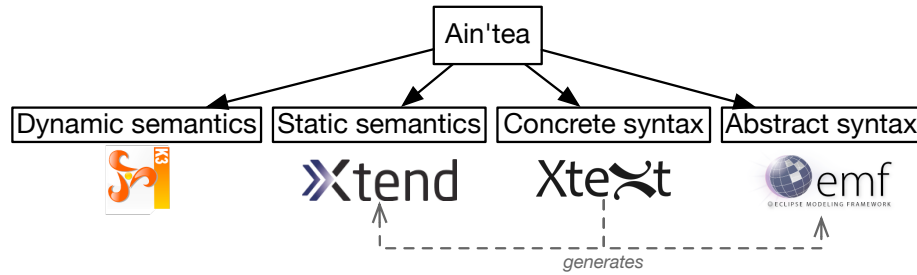 Ain'tea
Dynamic semantics
Static semantics
Concrete syntax
Abstract syntax
K3
Xtend
Xtext
emf
ECLIPSE MODELING FRAMEWORK
generates